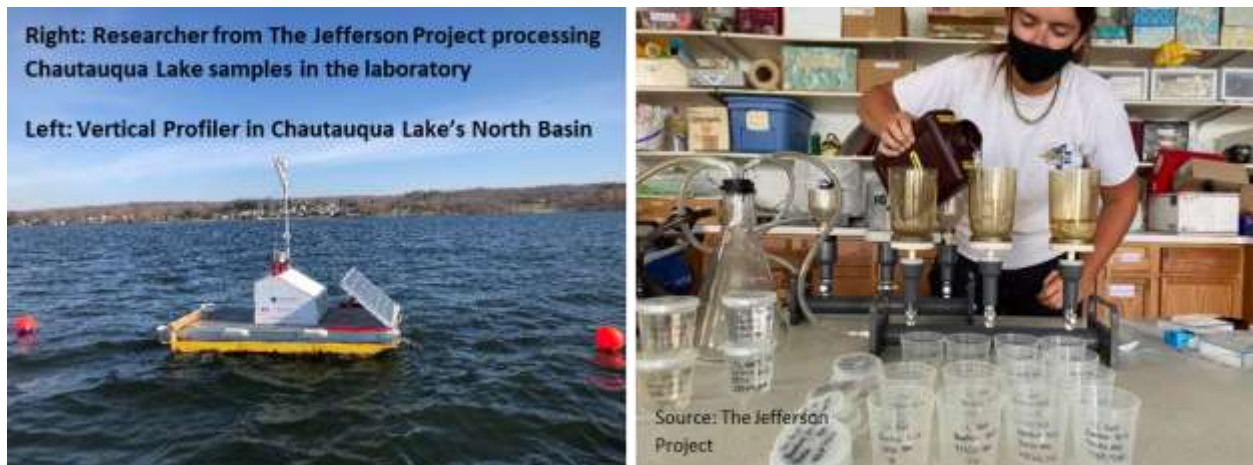 Right: Researcher from The Jefferson Project processing
Chautauqua Lake samples in the laboratory
Left: Vertical Profiler in Chautauqua Lake's North Basin
Source: The Jefferson
Project